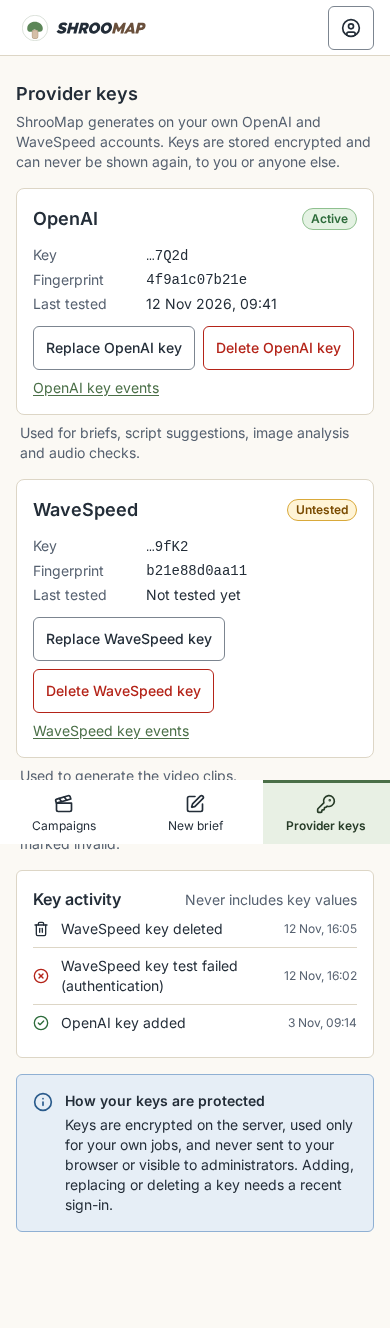 SHROOMAP
Provider keys
ShrooMap generates on your own OpenAI and
WaveSpeed accounts. Keys are stored encrypted and
can never be shown again, to you or anyone else.
OpenAI
Active
Key …7Q2d
Fingerprint 4f9a1c07b21e
Last tested 12 Nov 2026, 09:41
Replace OpenAI key
Delete OpenAI key
OpenAI key events
Used for briefs, script suggestions, image analysis
and audio checks.
WaveSpeed
Untested
Key …9fK2
Fingerprint b21e88d0aa11
Last tested Not tested yet
Replace WaveSpeed key
Delete WaveSpeed key
WaveSpeed key events
Used to generate the video clips.
Campaigns
New brief
Provider keys
marked invalid.
Key activity
Never includes key values
WaveSpeed key deleted 12 Nov, 16:05
WaveSpeed key test failed
(authentication)
12 Nov, 16:02
OpenAI key added 3 Nov, 09:14
How your keys are protected
Keys are encrypted on the server, used only
for your own jobs, and never sent to your
browser or visible to administrators. Adding,
replacing or deleting a key needs a recent
sign-in.